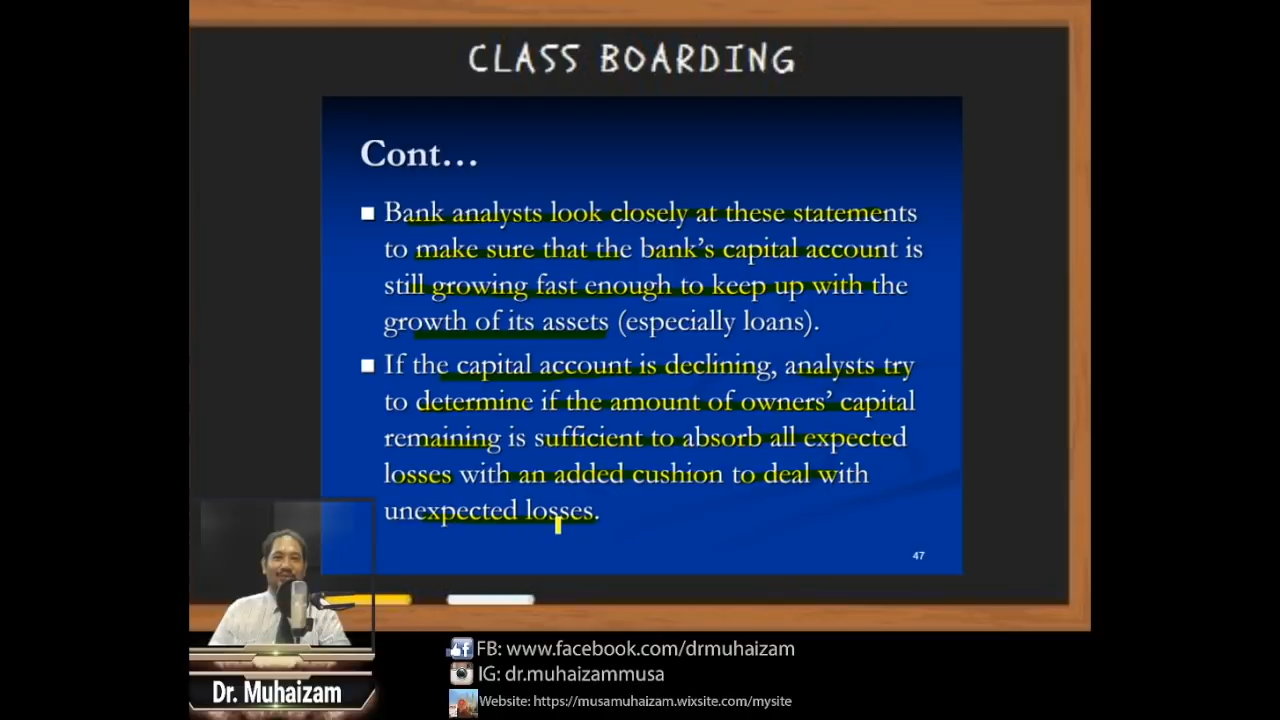 CLASS BOARDING
Cont…
■ Bank analysts look closely at these statements
to make sure that the bank’s capital account is
still growing fast enough to keep up with the
growth of its assets (especially loans).
■ If the capital account is declining, analysts try
to determine if the amount of owners’ capital
remaining is sufficient to absorb all expected
losses with an added cushion to deal with
unexpected losses.
47
Dr. Muhaizam
FB: www.facebook.com/drmuhaizam
IG: dr.muhaizammusa
Website: https://musamuhaizam.wixsite.com/mysite